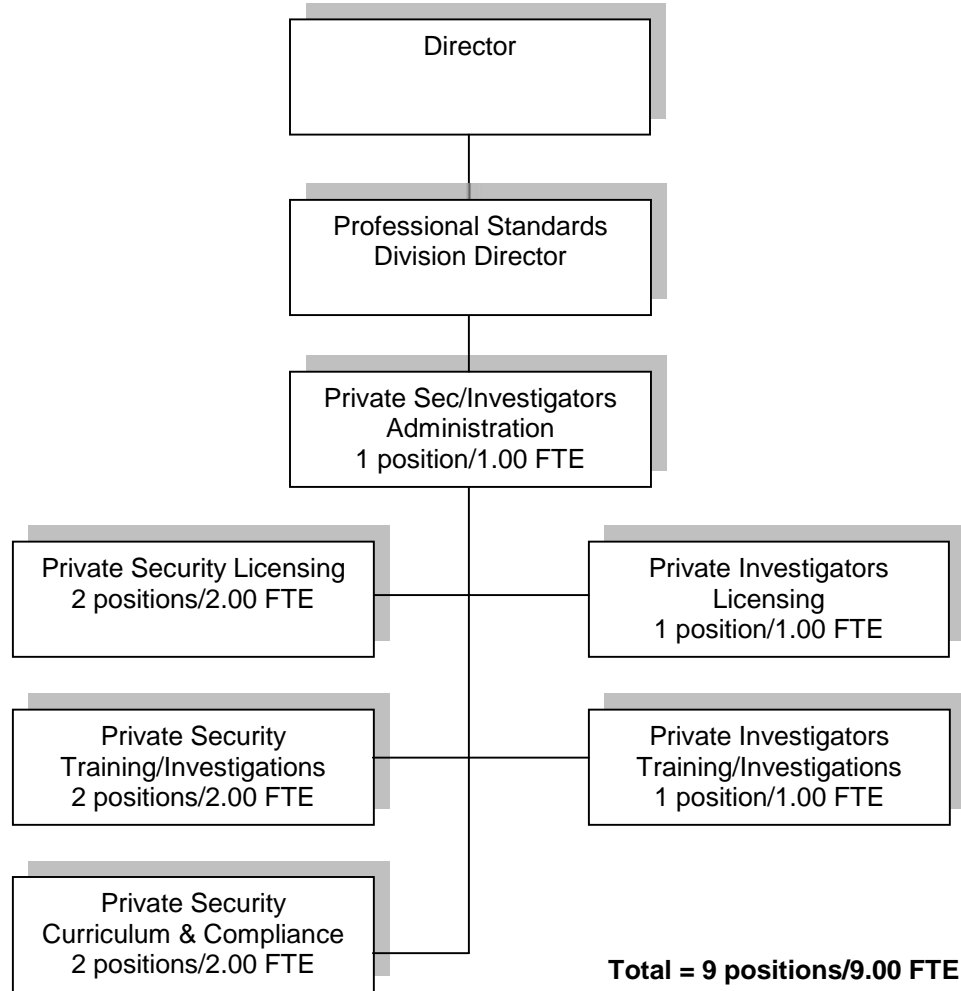 Director
Professional Standards
Division Director
Private Sec/Investigators
Administration
1 position/1.00 FTE
Private Security Licensing
2 positions/2.00 FTE
Private Investigators
Licensing
1 position/1.00 FTE
Private Security
Training/Investigations
2 positions/2.00 FTE
Private Investigators
Training/Investigations
1 position/1.00 FTE
Private Security
Curriculum & Compliance
2 positions/2.00 FTE
Total = 9 positions/9.00 FTE